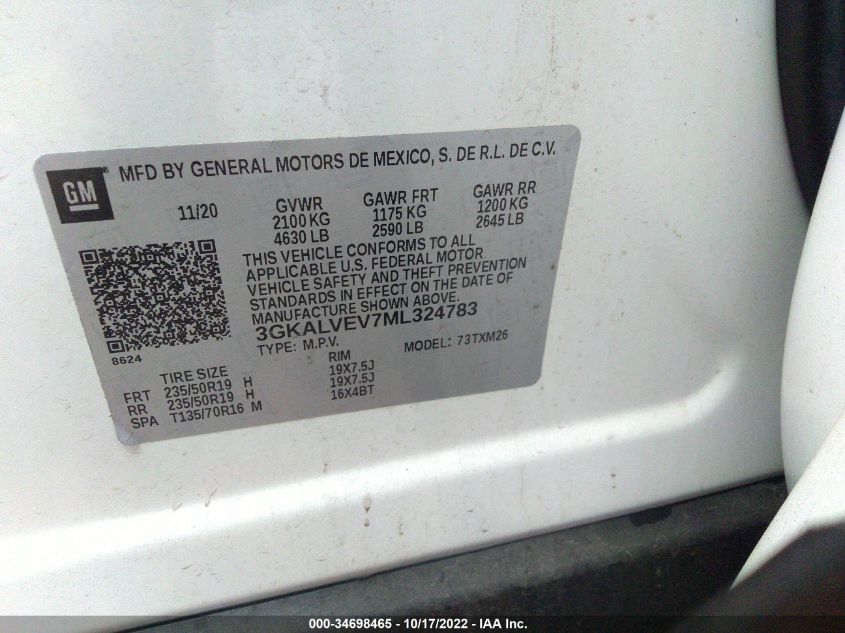 GM
MFD BY GENERAL MOTORS DE MEXICO, S. DE R.L. DE C.V.
11/20
GVWR
2100 KG
4630 LB
GAWR FRT
1175 KG
2590 LB
GAWR RR
1200 KG
2645 LB
THIS VEHICLE CONFORMS TO ALL
APPLICABLE U.S. FEDERAL MOTOR
VEHICLE SAFETY AND THEFT PREVENTION
STANDARDS IN EFFECT ON THE DATE OF
MANUFACTURE SHOWN ABOVE.
3GKALVEV7ML324783
TYPE: M.P.V. MODEL: 73TXM26
8624
TIRE SIZE RIM
FRT 235/50R19 H 19X7.5J
RR 235/50R19 H 19X7.5J
SPA T135/70R16 M 16X4BT
000-34698465 - 10/17/2022 - IAA Inc.